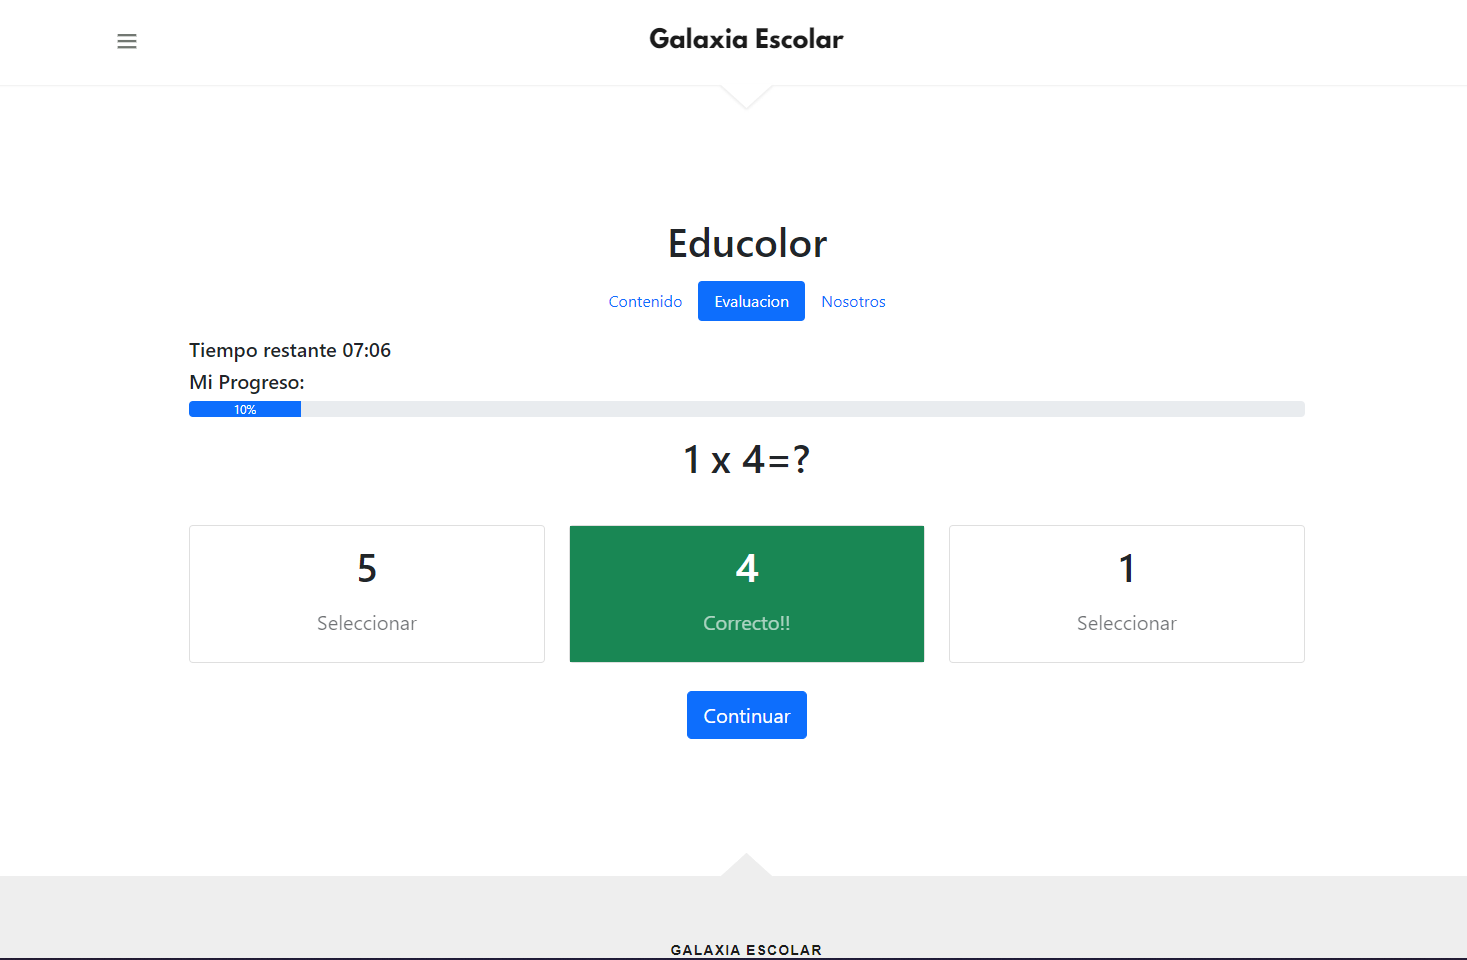 Galaxia Escolar
Educolor
Contenido Evaluacion Nosotros
Tiempo restante 07:06
Mi Progreso:
10%
1 x 4=?
5 4 1
Seleccionar Correcto!! Seleccionar
Continuar
GALAXIA ESCOLAR